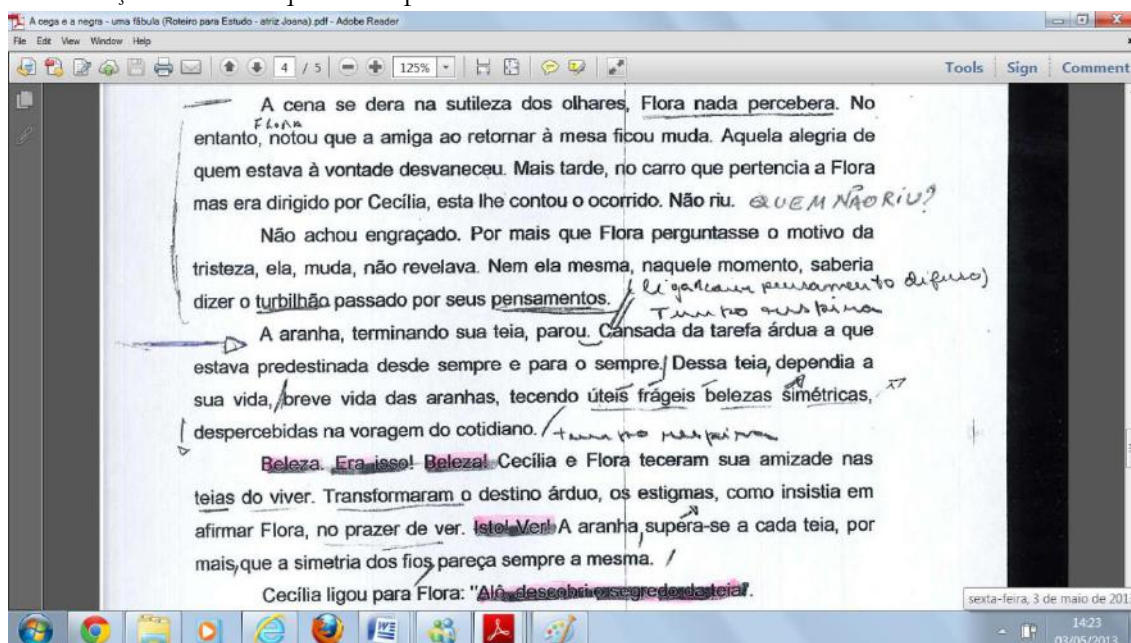 A cega e a negra - uma fábula (Roteiro para Estudo - atriz Joana).pdf - Adobe Reader
File Edit View Window Help
4 / 5 125% Tools Sign Comment
A cena se dera na sutileza dos olhares, Flora nada percebera. No
FLORA
entanto, notou que a amiga ao retornar à mesa ficou muda. Aquela alegria de
quem estava à vontade desvaneceu. Mais tarde, no carro que pertencia a Flora
mas era dirigido por Cecília, esta lhe contou o ocorrido. Não riu. QUEM NÃO RIU?
Não achou engraçado. Por mais que Flora perguntasse o motivo da
tristeza, ela, muda, não revelava. Nem ela mesma, naquele momento, saberia
dizer o turbilhão passado por seus pensamentos. pensamento difuso)
Tempo
A aranha, terminando sua teia, parou. Cansada da tarefa árdua a que
estava predestinada desde sempre e para o sempre. Dessa teia, dependia a
sua vida, breve vida das aranhas, tecendo úteis frágeis belezas simétricas,
despercebidas na voragem do cotidiano. tempo respira
Beleza. Era isso! Beleza! Cecília e Flora teceram sua amizade nas
teias do viver. Transformaram o destino árduo, os estigmas, como insistia em
afirmar Flora, no prazer de ver. Isto! Ver! A aranha supera-se a cada teia, por
mais que a simetria dos fios pareça sempre a mesma.
Cecília ligou para Flora: "Alô, descobri o segredo da teia".
sexta-feira, 3 de maio de 201
14:23
03/05/2013